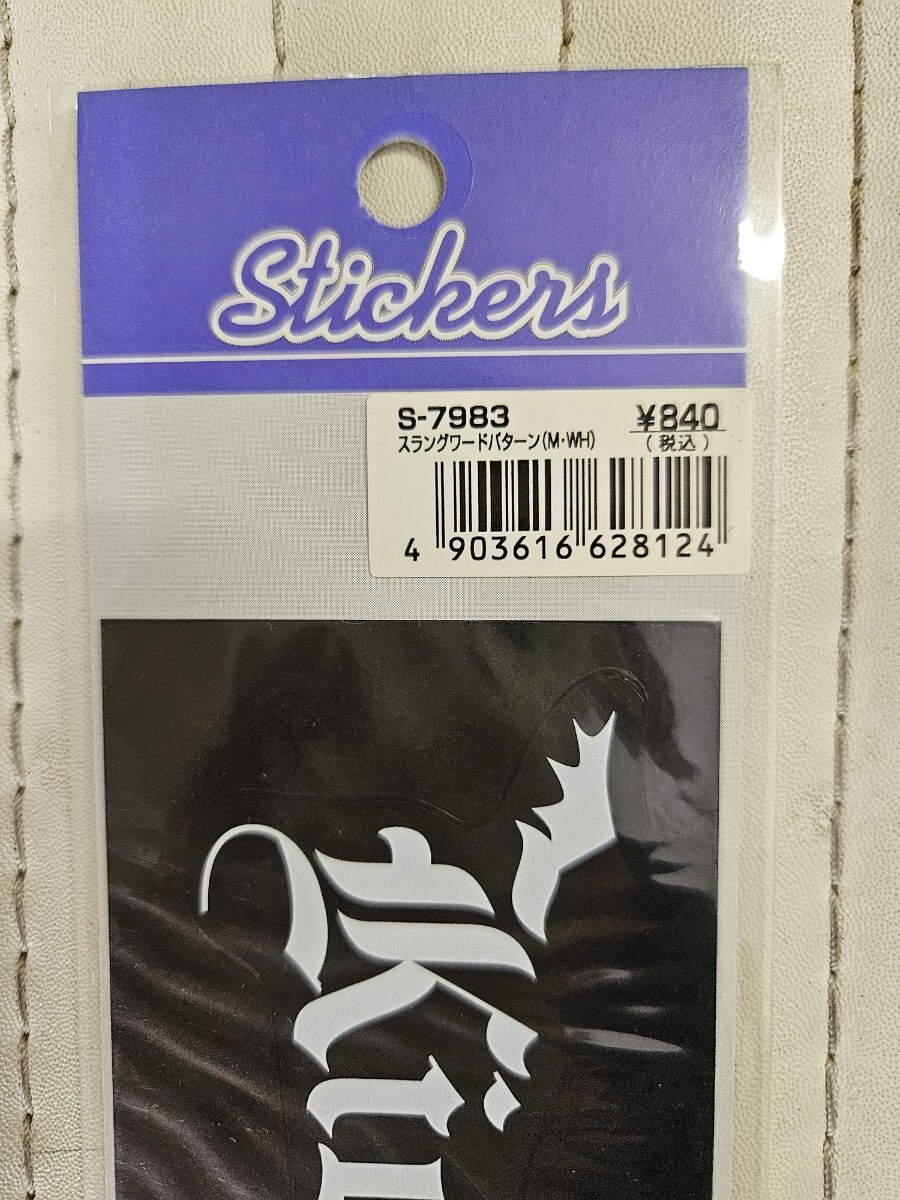 Stickers
S-7983 ¥840
スラングワードパターン(M·WH) (税込)
4 903616 628124
Ki